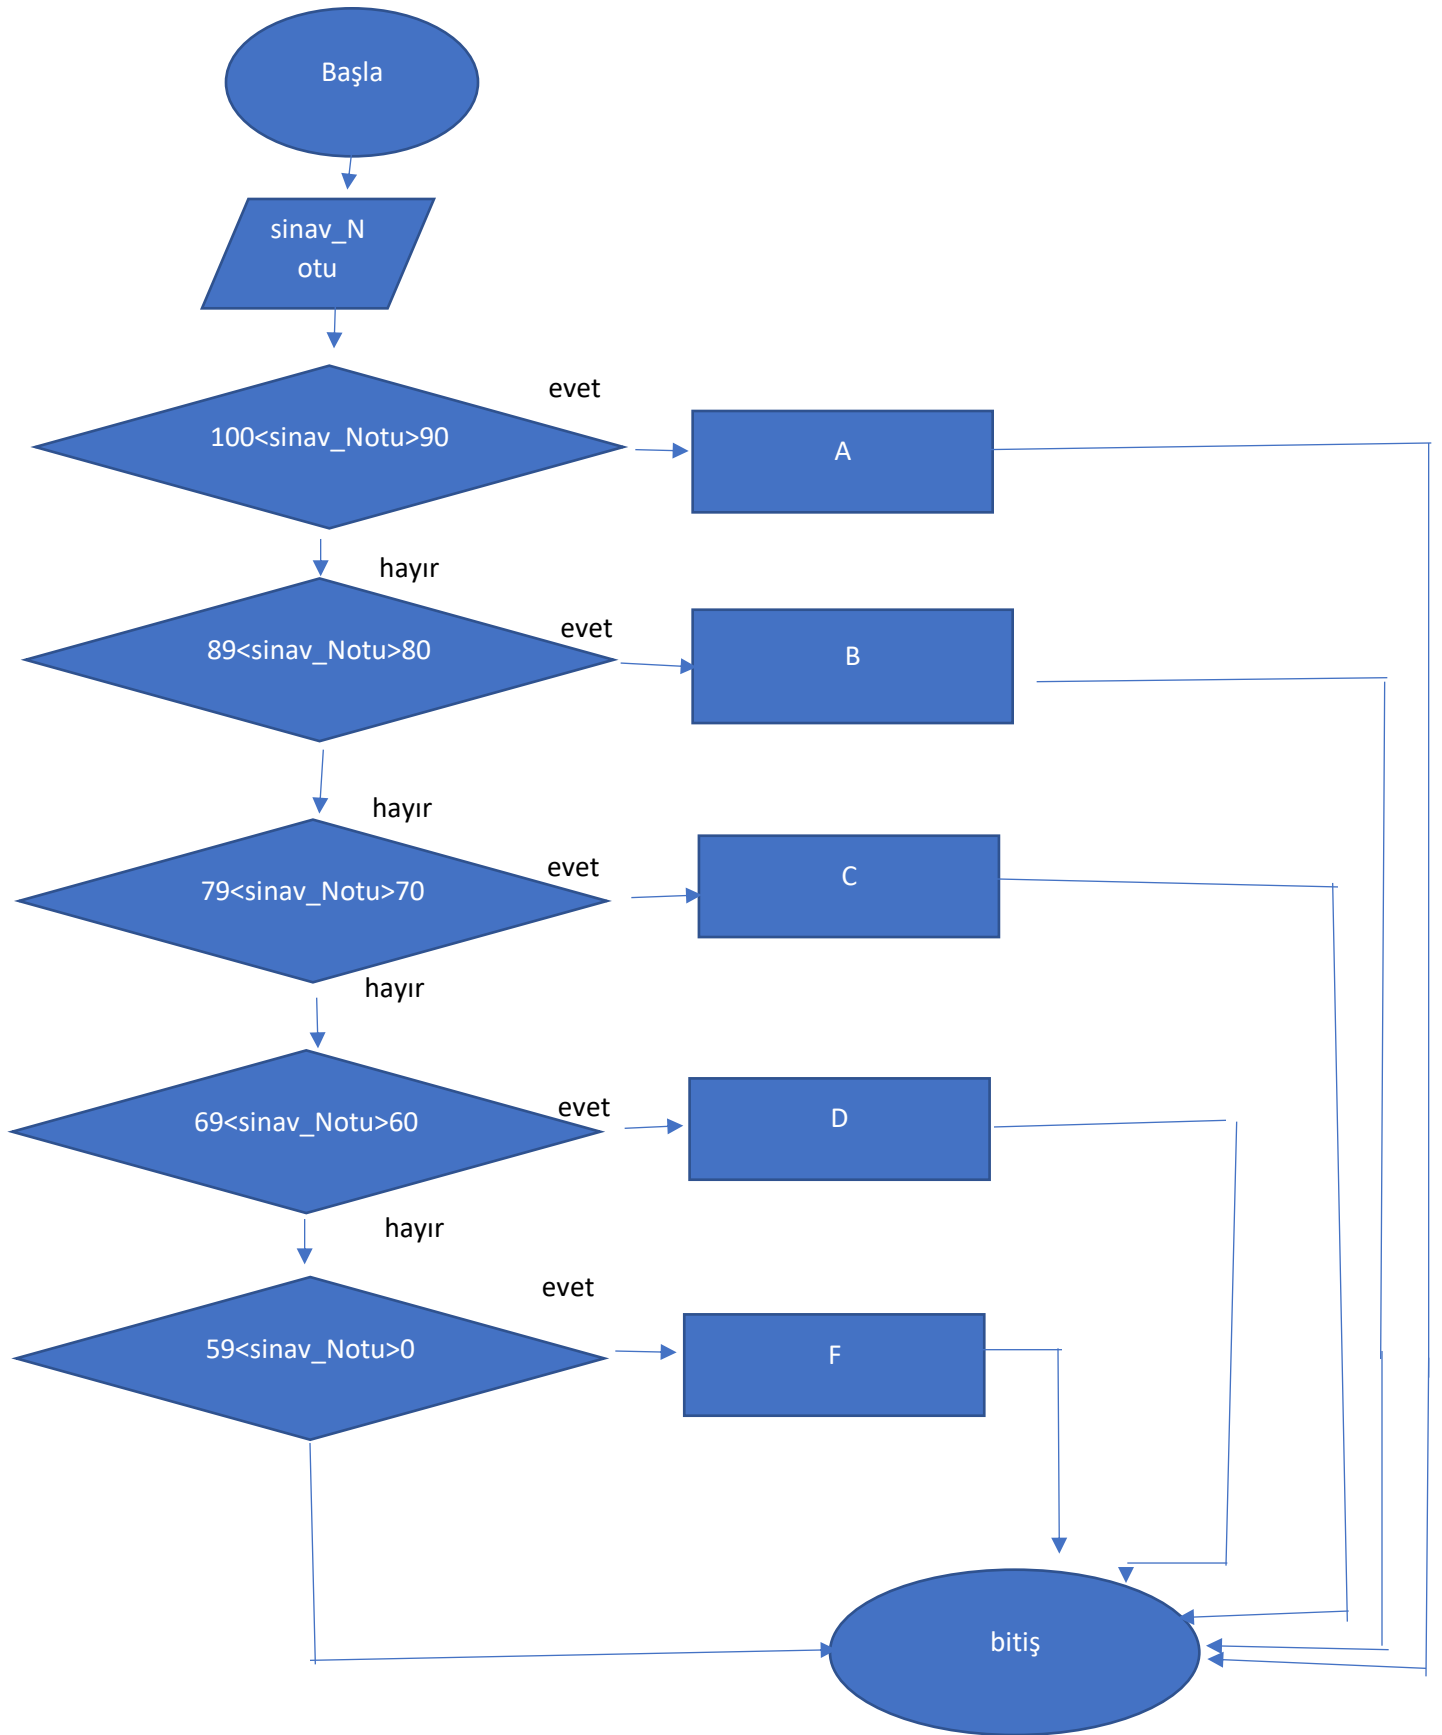 Başla
sinav_N
otu
evet
100<sinav_Notu>90
A
hayır
evet
89<sinav_Notu>80
B
hayır
evet
79<sinav_Notu>70
C
hayır
evet
69<sinav_Notu>60
D
hayır
evet
59<sinav_Notu>0
F
bitiş